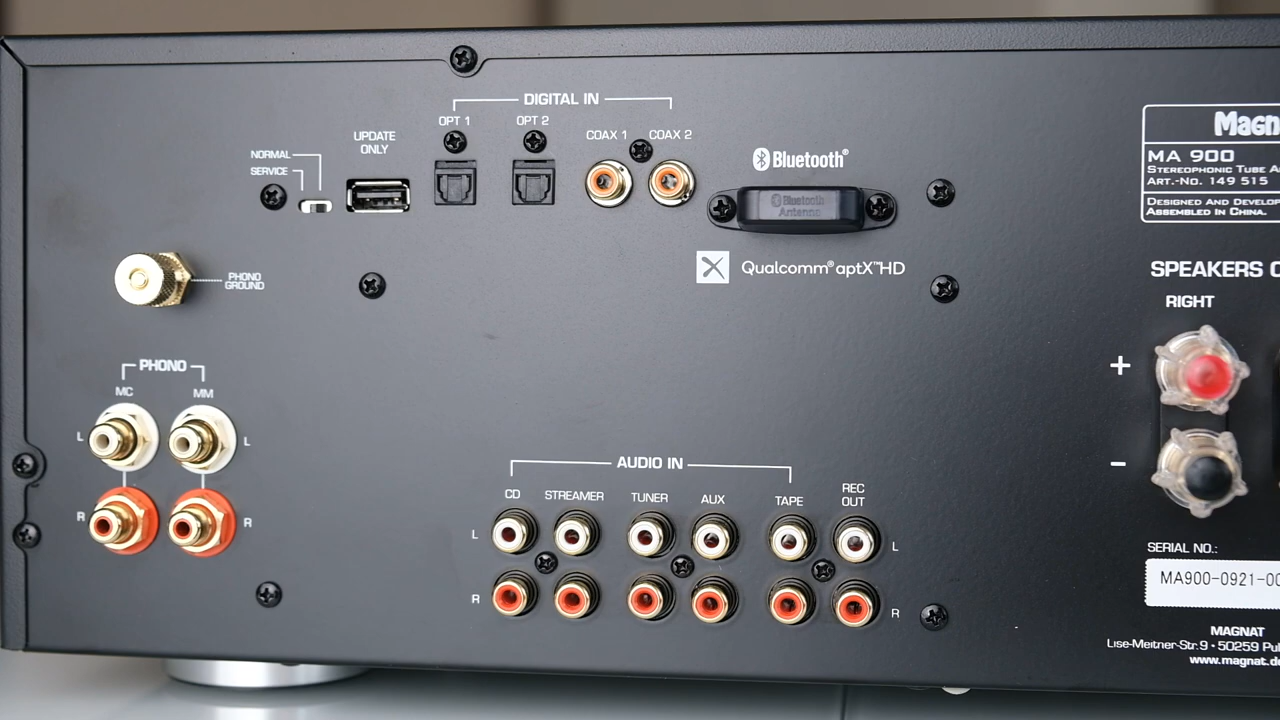 DIGITAL IN
OPT 1
OPT 2
COAX 1
COAX 2
UPDATE
ONLY
NORMAL
SERVICE
Bluetooth®
Bluetooth
Antenna
Qualcomm® aptX™ HD
PHONO
GROUND
PHONO
MC
MM
L
L
R
R
AUDIO IN
CD
STREAMER
TUNER
AUX
TAPE
REC
OUT
L
L
R
R
Magn
MA 900
STEREOPHONIC TUBE A
ART.-NO. 149 515
DESIGNED AND DEVELOP
ASSEMBLED IN CHINA.
SPEAKERS
RIGHT
+
-
SERIAL NO.:
MA900-0921-00
MAGNAT
LISE-MEITNER-STR.9 • 50259 PUL
www.magnat.de